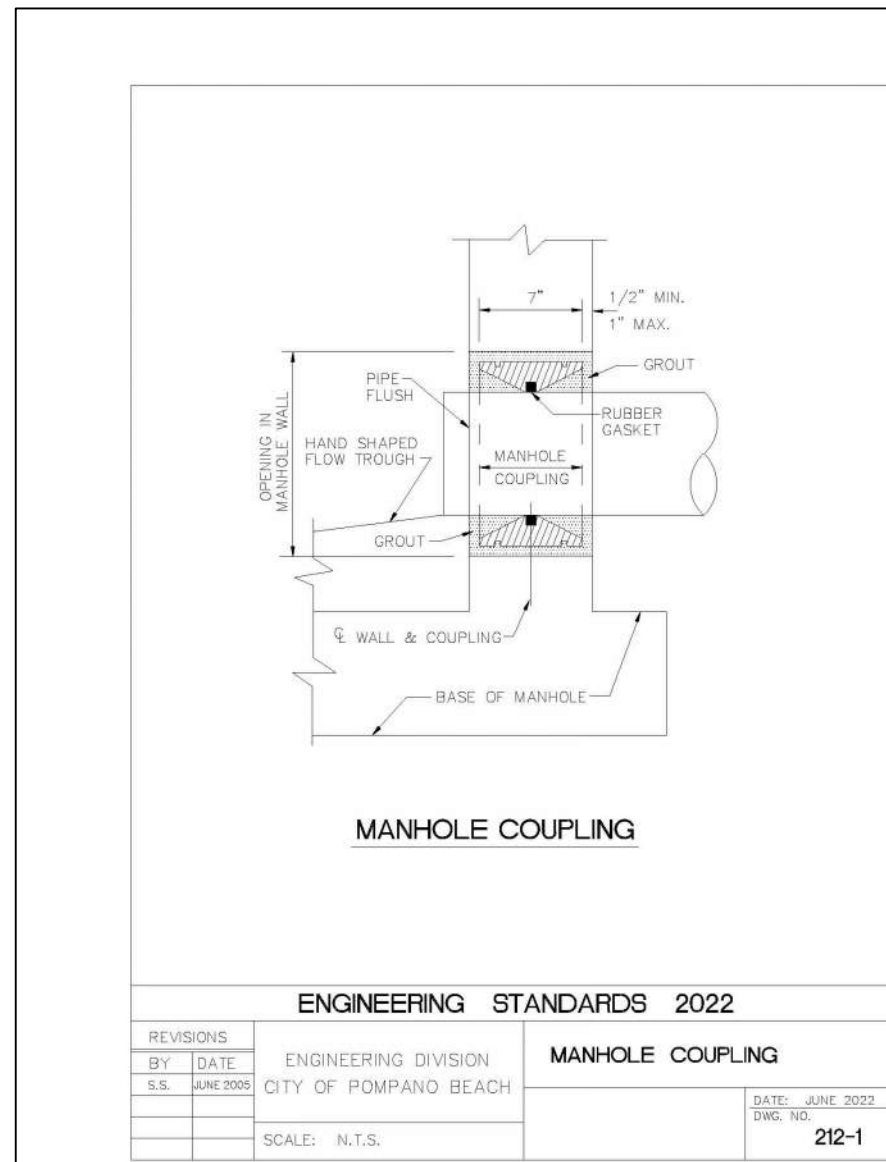 7"
1/2" MIN.
1" MAX.
GROUT
PIPE
FLUSH
RUBBER
GASKET
OPENING IN
MANHOLE WALL
HAND SHAPED
FLOW TROUGH
MANHOLE
COUPLING
GROUT
℄ WALL & COUPLING
BASE OF MANHOLE
MANHOLE COUPLING
ENGINEERING STANDARDS 2022
REVISIONS
BY DATE
S.S. JUNE 2005
ENGINEERING DIVISION
CITY OF POMPANO BEACH
SCALE: N.T.S.
MANHOLE COUPLING
DATE: JUNE 2022
DWG. NO.
212-1